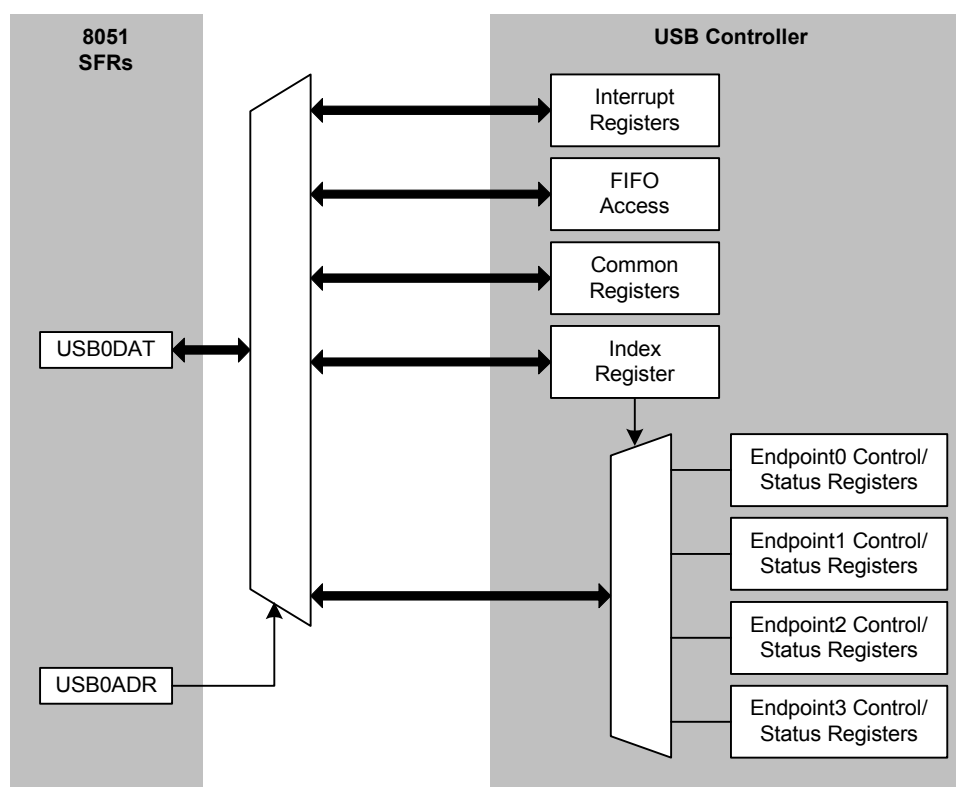 8051
SFRs
USB Controller
Interrupt
Registers
FIFO
Access
Common
Registers
USB0DAT
Index
Register
Endpoint0 Control/
Status Registers
Endpoint1 Control/
Status Registers
Endpoint2 Control/
Status Registers
USB0ADR
Endpoint3 Control/
Status Registers